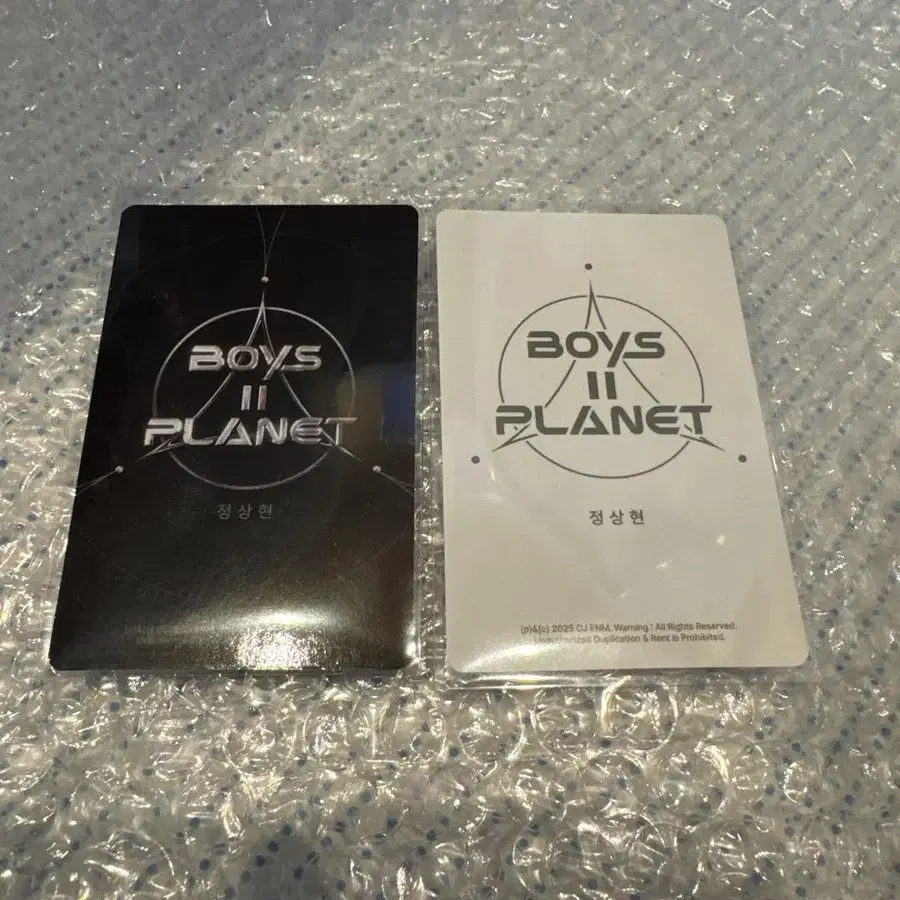 BOYS
II
PLANET
정상현
BOYS
II
PLANET
정상현
(p)&(c) 2025 CJ ENM. Warning : All Rights Reserved.
Unauthorized Duplication & Rent is Prohibited.